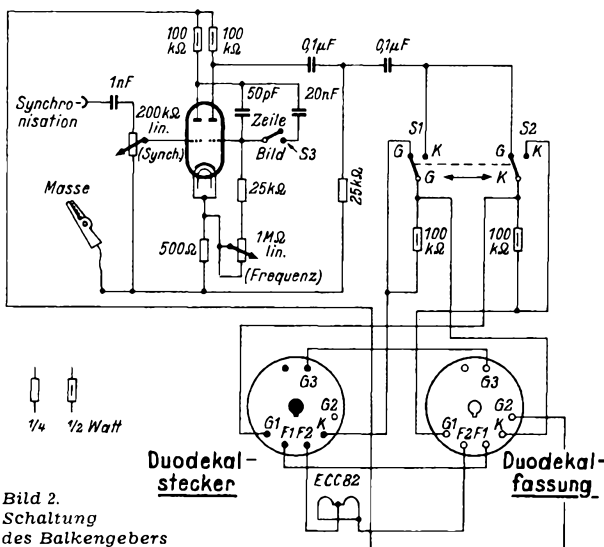 100 kΩ
100 kΩ
0,1µF
0,1µF
1nF
50pF
20nF
Synchro-
nisation
200kΩ
lin.
(Synch.)
Zeile
Bild
S3
S1
S2
G
K
G
K
G
K
Masse
25kΩ
25kΩ
500Ω
1MΩ
lin.
(Frequenz)
100 kΩ
100 kΩ
G3
G3
G2
G2
G1
F1
F2
K
G1
F2
F1
K
1/4
1/2 Watt
Duodekal-
stecker
Duodekal-
fassung
ECC82
Bild 2.
Schaltung
des Balkengebers